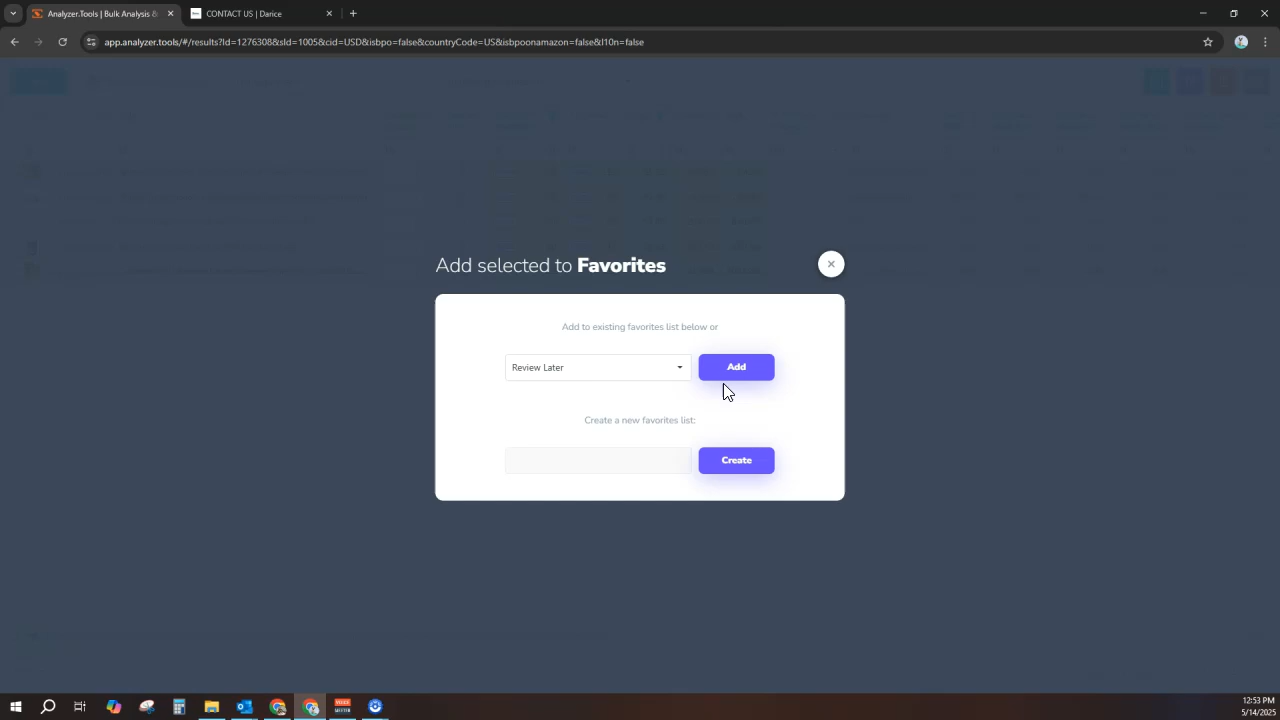 Analyzer.Tools | Bulk Analysis &
CONTACT US | Darice
app.analyzer.tools/#/results?Id=1276308&sId=1005&cid=USD&isbpo=false&countryCode=US&isbpoonamazon=false&l10n=false
Add selected to Favorites
Add to existing favorites list below or
Review Later
Add
Create a new favorites list:
Create
12:53 PM
5/14/2025